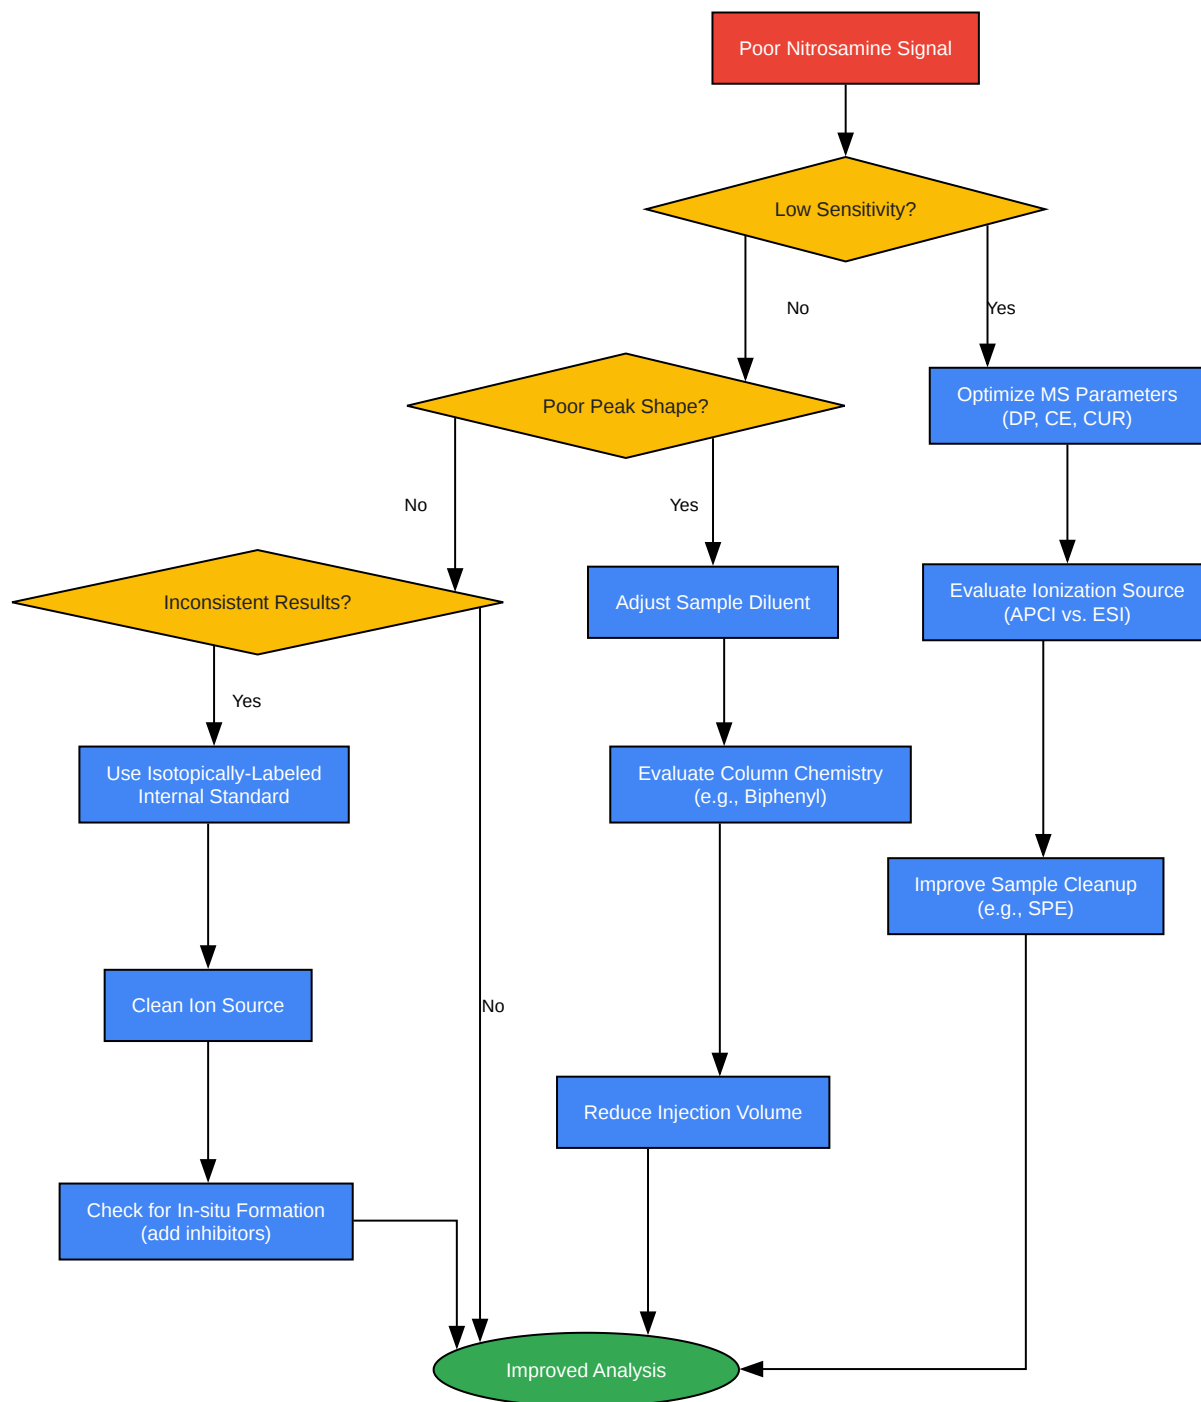 Poor Nitrosamine Signal
Low Sensitivity?
No
Yes
Poor Peak Shape?
Optimize MS Parameters
(DP, CE, CUR)
No
Yes
Inconsistent Results?
Adjust Sample Diluent
Evaluate Ionization Source
(APCI vs. ESI)
Yes
Use Isotopically-Labeled
Internal Standard
Evaluate Column Chemistry
(e.g., Biphenyl)
Improve Sample Cleanup
(e.g., SPE)
Clean Ion Source
No
Reduce Injection Volume
Check for In-situ Formation
(add inhibitors)
Improved Analysis